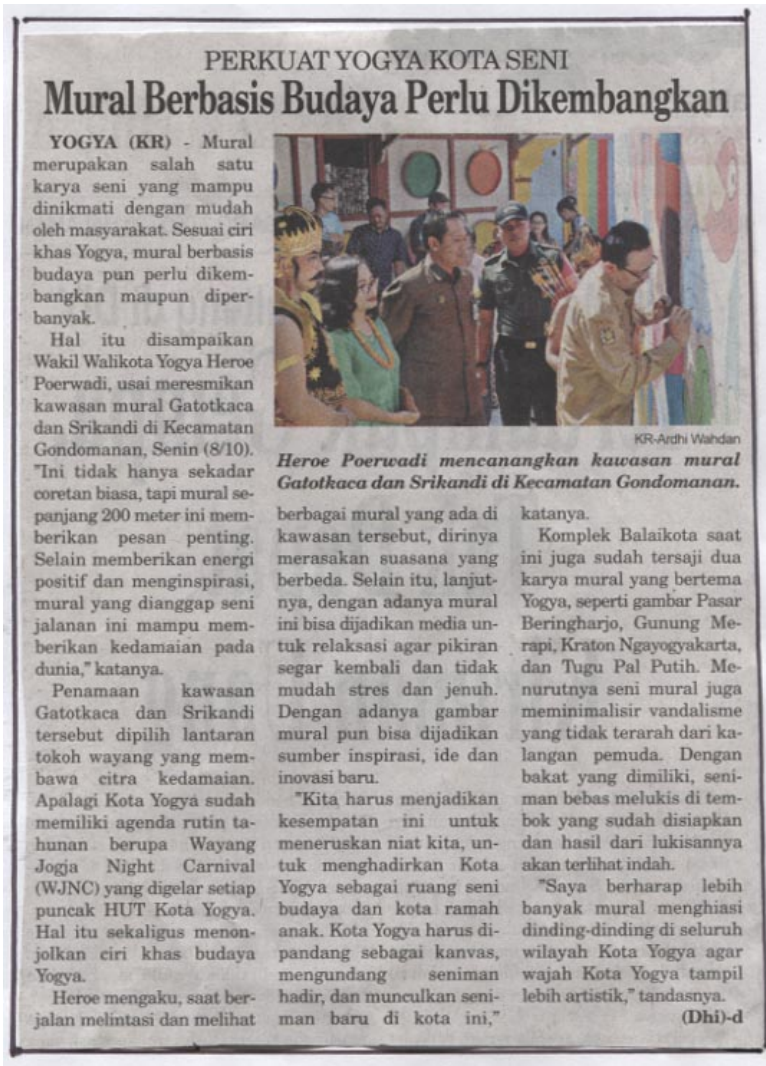 PERKUAT YOGYA KOTA SENI
Mural Berbasis Budaya Perlu Dikembangkan
YOGYA (KR) - Mural
merupakan salah satu
karya seni yang mampu
dinikmati dengan mudah
oleh masyarakat. Sesuai ciri
khas Yogya, mural berbasis
budaya pun perlu dikem-
bangkan maupun diper-
banyak.
Hal itu disampaikan
Wakil Walikota Yogya Heroe
Poerwadi, usai meresmikan
kawasan mural Gatotkaca
dan Srikandi di Kecamatan
Gondomanan, Senin (8/10).
"Ini tidak hanya sekadar
coretan biasa, tapi mural se-
panjang 200 meter ini mem-
berikan pesan penting.
Selain memberikan energi
positif dan menginspirasi,
mural yang dianggap seni
jalanan ini mampu mem-
berikan kedamaian pada
dunia," katanya.
Penamaan kawasan
Gatotkaca dan Srikandi
tersebut dipilih lantaran
tokoh wayang yang mem-
bawa citra kedamaian.
Apalagi Kota Yogya sudah
memiliki agenda rutin ta-
hunan berupa Wayang
Jogja Night Carnival
(WJNC) yang digelar setiap
puncak HUT Kota Yogya.
Hal itu sekaligus menon-
jolkan ciri khas budaya
Yogya.
Heroe mengaku, saat ber-
jalan melintasi dan melihat
KR-Ardhi Wahdan
Heroe Poerwadi mencanangkan kawasan mural
Gatotkaca dan Srikandi di Kecamatan Gondomanan.
berbagai mural yang ada di
kawasan tersebut, dirinya
merasakan suasana yang
berbeda. Selain itu, lanjut-
nya, dengan adanya mural
ini bisa dijadikan media un-
tuk relaksasi agar pikiran
segar kembali dan tidak
mudah stres dan jenuh.
Dengan adanya gambar
mural pun bisa dijadikan
sumber inspirasi, ide dan
inovasi baru.
"Kita harus menjadikan
kesempatan ini untuk
meneruskan niat kita, un-
tuk menghadirkan Kota
Yogya sebagai ruang seni
budaya dan kota ramah
anak. Kota Yogya harus di-
pandang sebagai kanvas,
mengundang seniman
hadir, dan munculkan seni-
man baru di kota ini,"
katanya.
Komplek Balaikota saat
ini juga sudah tersaji dua
karya mural yang bertema
Yogya, seperti gambar Pasar
Beringharjo, Gunung Me-
rapi, Kraton Ngayogyakarta,
dan Tugu Pal Putih. Me-
nurutnya seni mural juga
meminimalisir vandalisme
yang tidak terarah dari ka-
langan pemuda. Dengan
bakat yang dimiliki, seni-
man bebas melukis di tem-
bok yang sudah disiapkan
dan hasil dari lukisannya
akan terlihat indah.
"Saya berharap lebih
banyak mural menghiasi
dinding-dinding di seluruh
wilayah Kota Yogya agar
wajah Kota Yogya tampil
lebih artistik," tandasnya.
(Dhi)-d